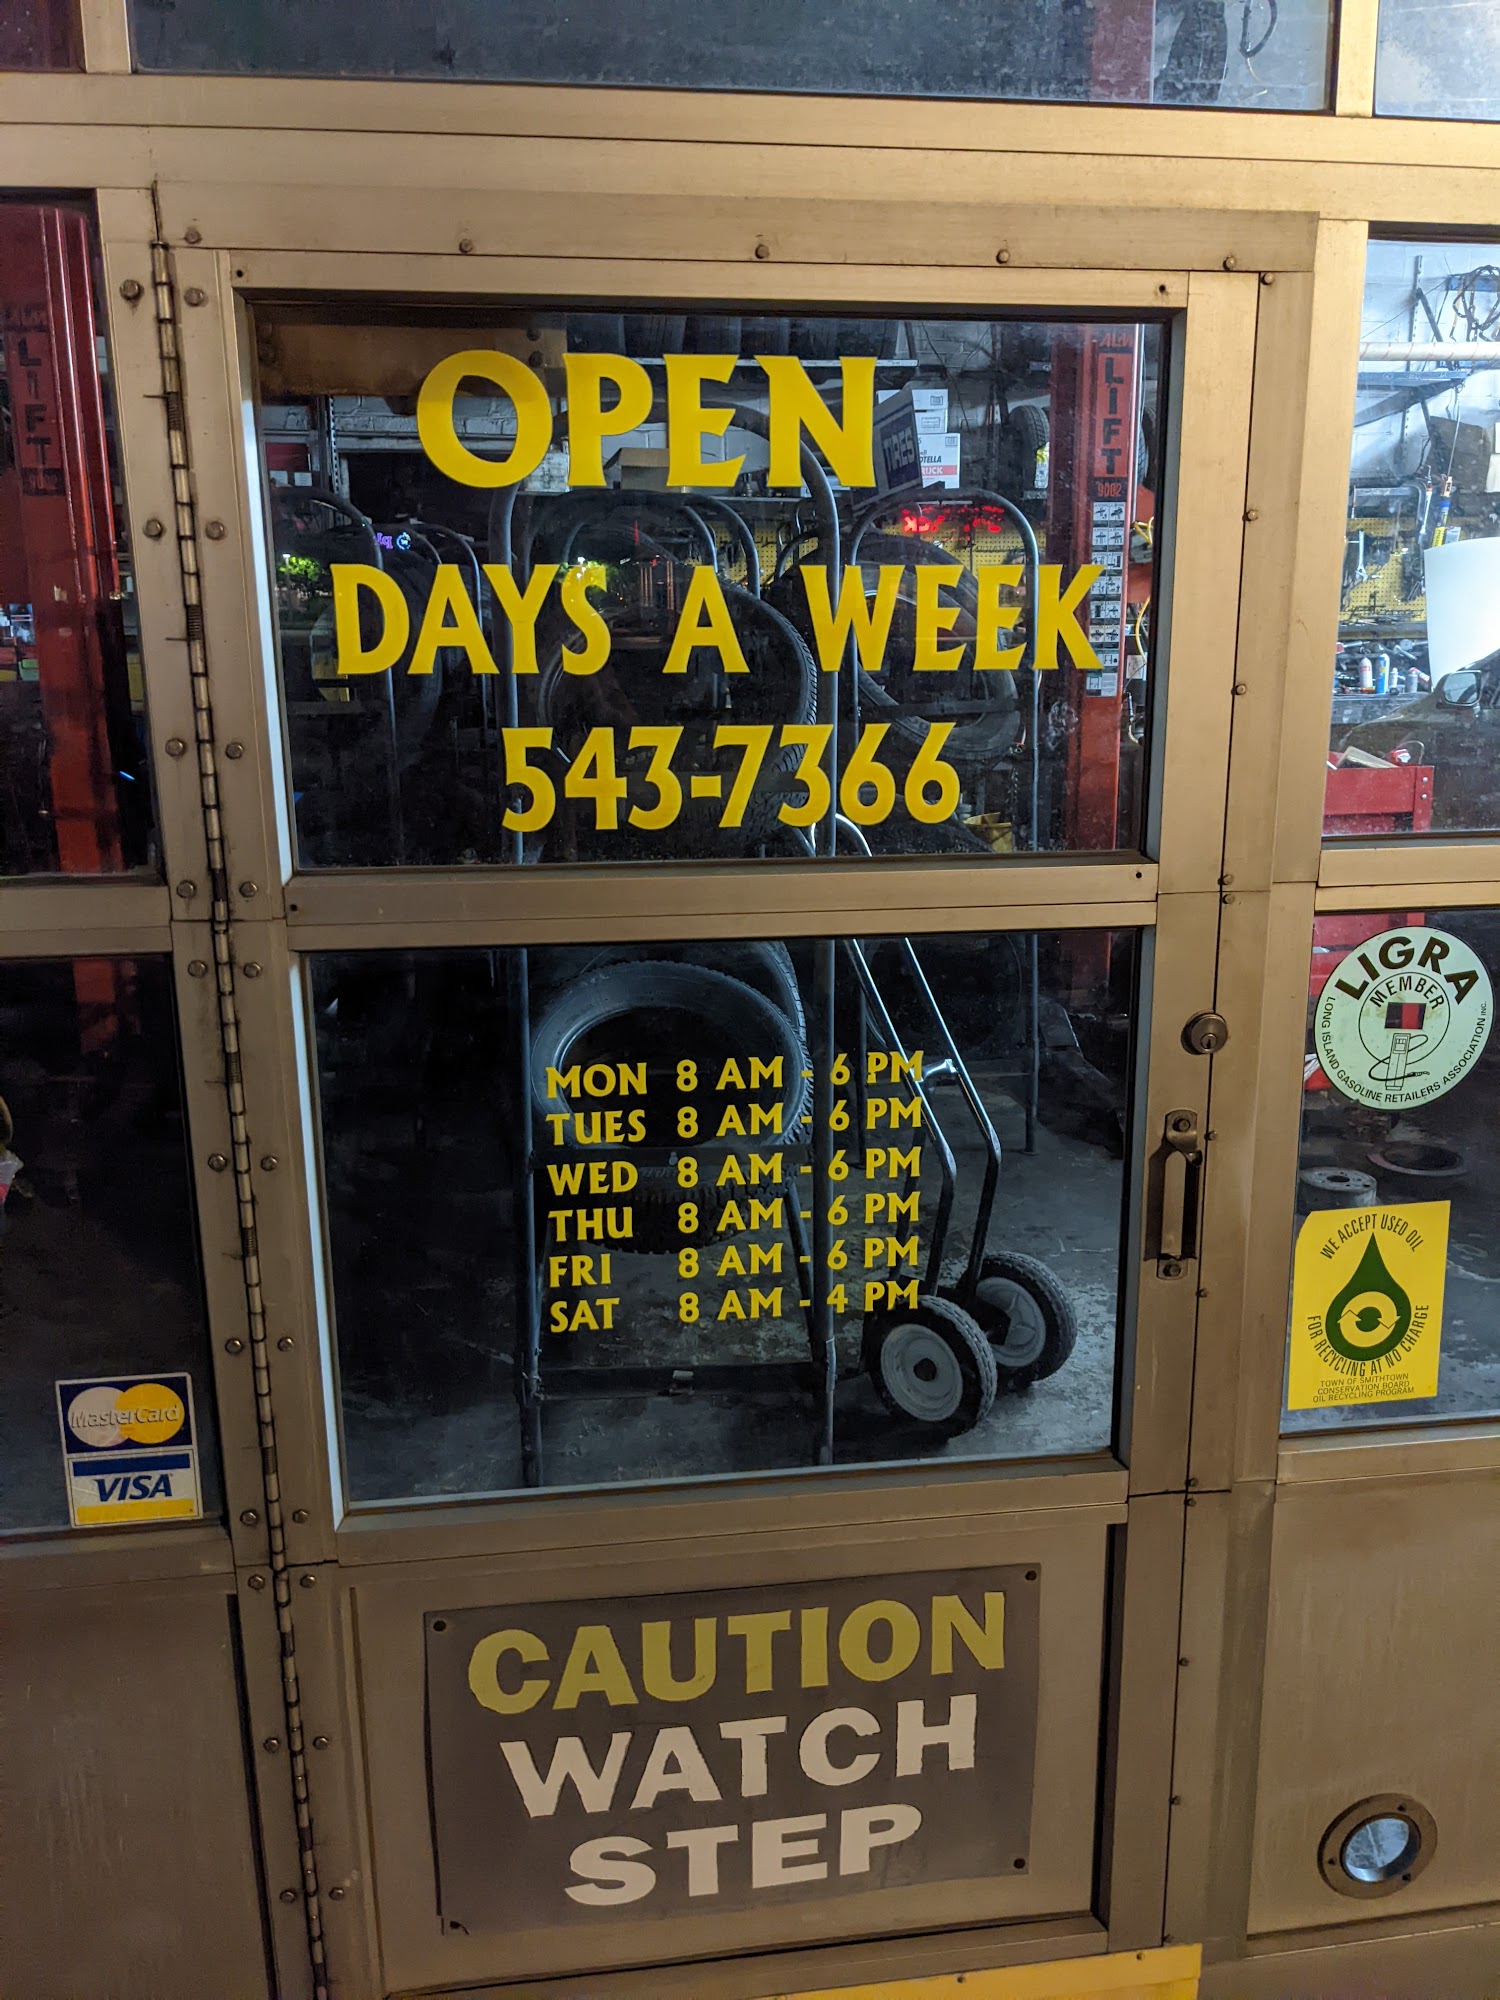 OPEN
DAYS A WEEK
543-7366
MON 8 AM - 6 PM
TUES 8 AM - 6 PM
WED 8 AM - 6 PM
THU 8 AM - 6 PM
FRI 8 AM - 6 PM
SAT 8 AM - 4 PM
CAUTION
WATCH
STEP
MasterCard
VISA
LIGRA
MEMBER
LONG ISLAND GASOLINE RETAILERS ASSOCIATION INC.
WE ACCEPT USED OIL
FOR RECYCLING AT NO CHARGE
TOWN OF SMITHTOWN
CONSERVATION BOARD
OIL RECYCLING PROGRAM
LIFT
ALM
LIFT
9002
TIRES